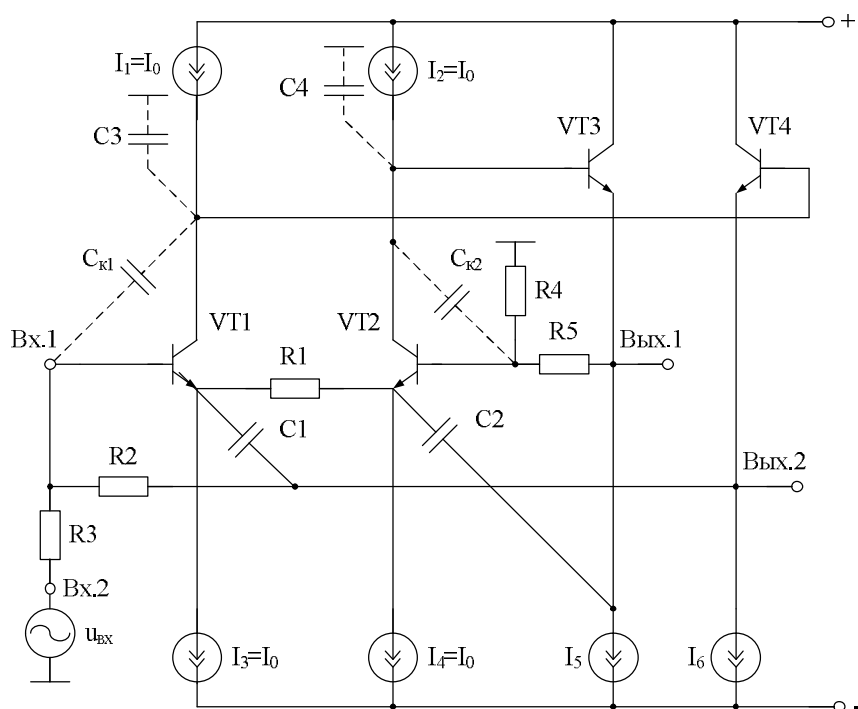 +
I₁=I₀
I₂=I₀
C4
C3
VT3
VT4
Cк1
Cк2
R4
VT1
VT2
R5
Вых.1
Вх.1
R1
C1
C2
R2
Вых.2
R3
Вх.2
uвх
I₃=I₀
I₄=I₀
I₅
I₆
-